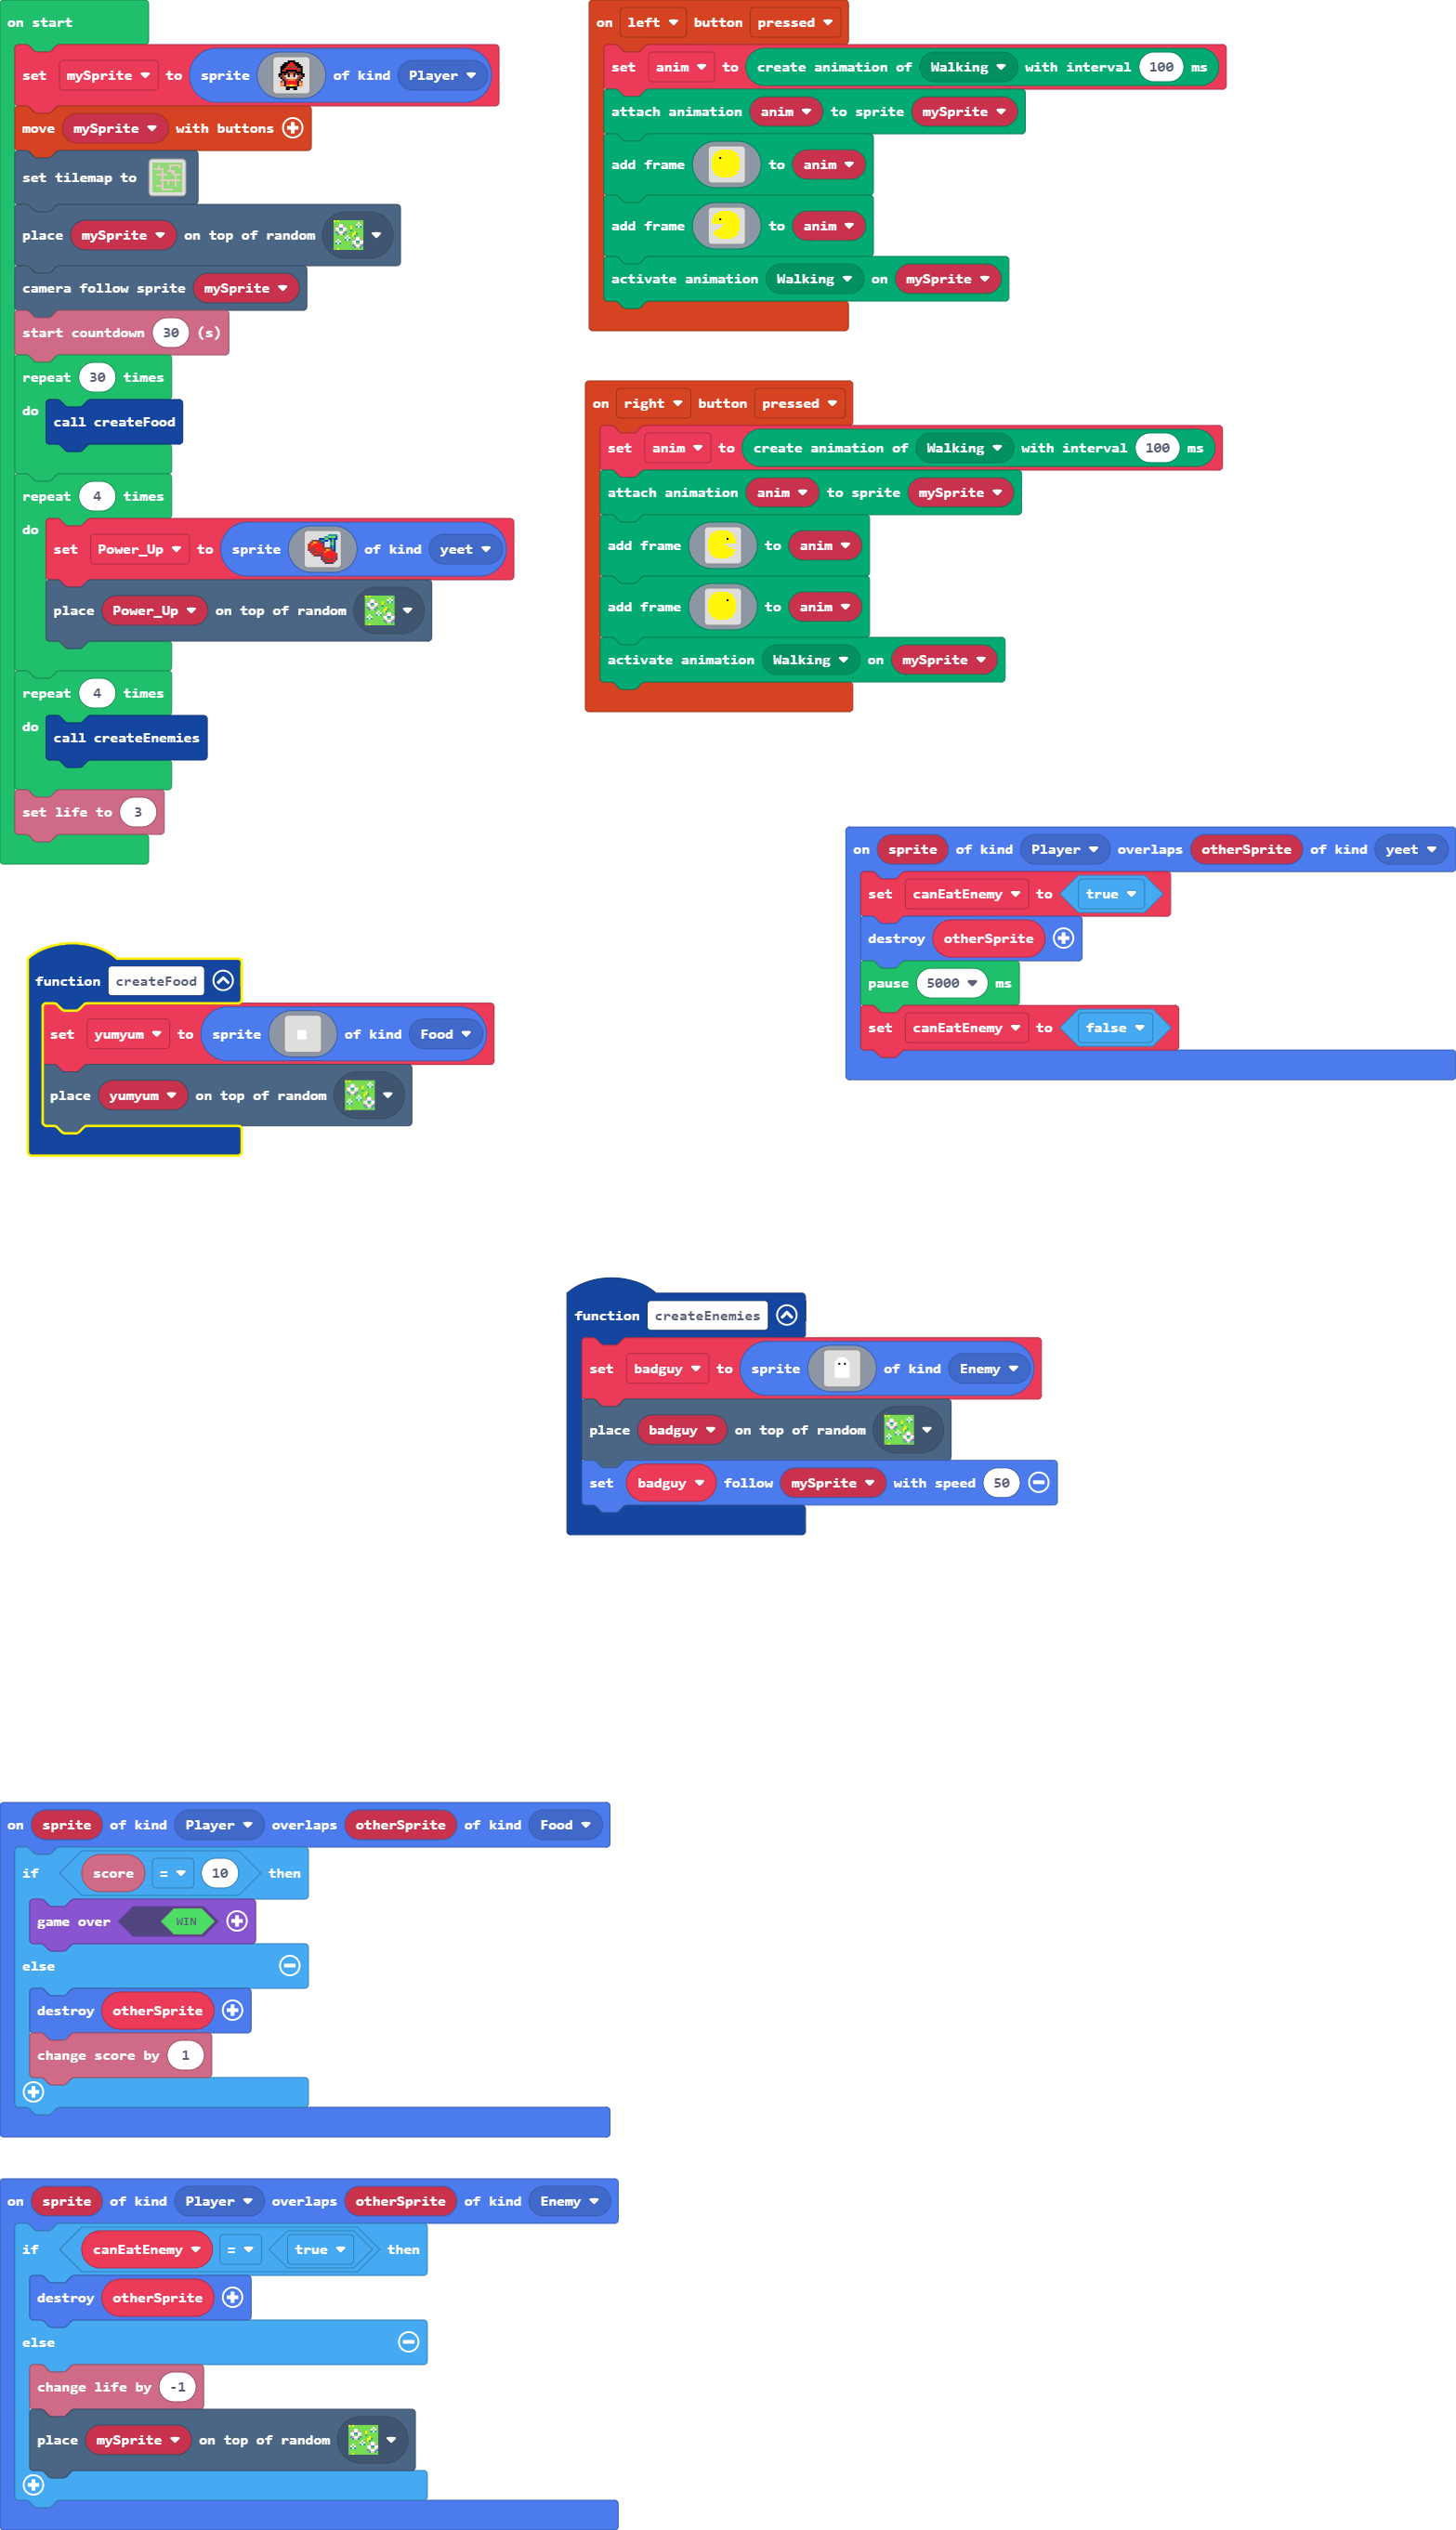 on start
set mySprite to sprite of kind Player
move mySprite with buttons
set tilemap to
place mySprite on top of random
camera follow sprite mySprite
start countdown 30 (s)
repeat 30 times
do call createFood
repeat 4 times
do set Power_Up to sprite of kind yeet
place Power_Up on top of random
repeat 4 times
do call createEnemies
set life to 3
on left button pressed
set anim to create animation of Walking with interval 100 ms
attach animation anim to sprite mySprite
add frame to anim
add frame to anim
activate animation Walking on mySprite
on right button pressed
set anim to create animation of Walking with interval 100 ms
attach animation anim to sprite mySprite
add frame to anim
add frame to anim
activate animation Walking on mySprite
on sprite of kind Player overlaps otherSprite of kind yeet
set canEatEnemy to true
destroy otherSprite
pause 5000 ms
set canEatEnemy to false
function createFood
set yumyum to sprite of kind Food
place yumyum on top of random
function createEnemies
set badguy to sprite of kind Enemy
place badguy on top of random
set badguy follow mySprite with speed 50
on sprite of kind Player overlaps otherSprite of kind Food
if score = 10 then
game over WIN
else
destroy otherSprite
change score by 1
on sprite of kind Player overlaps otherSprite of kind Enemy
if canEatEnemy = true then
destroy otherSprite
else
change life by -1
place mySprite on top of random